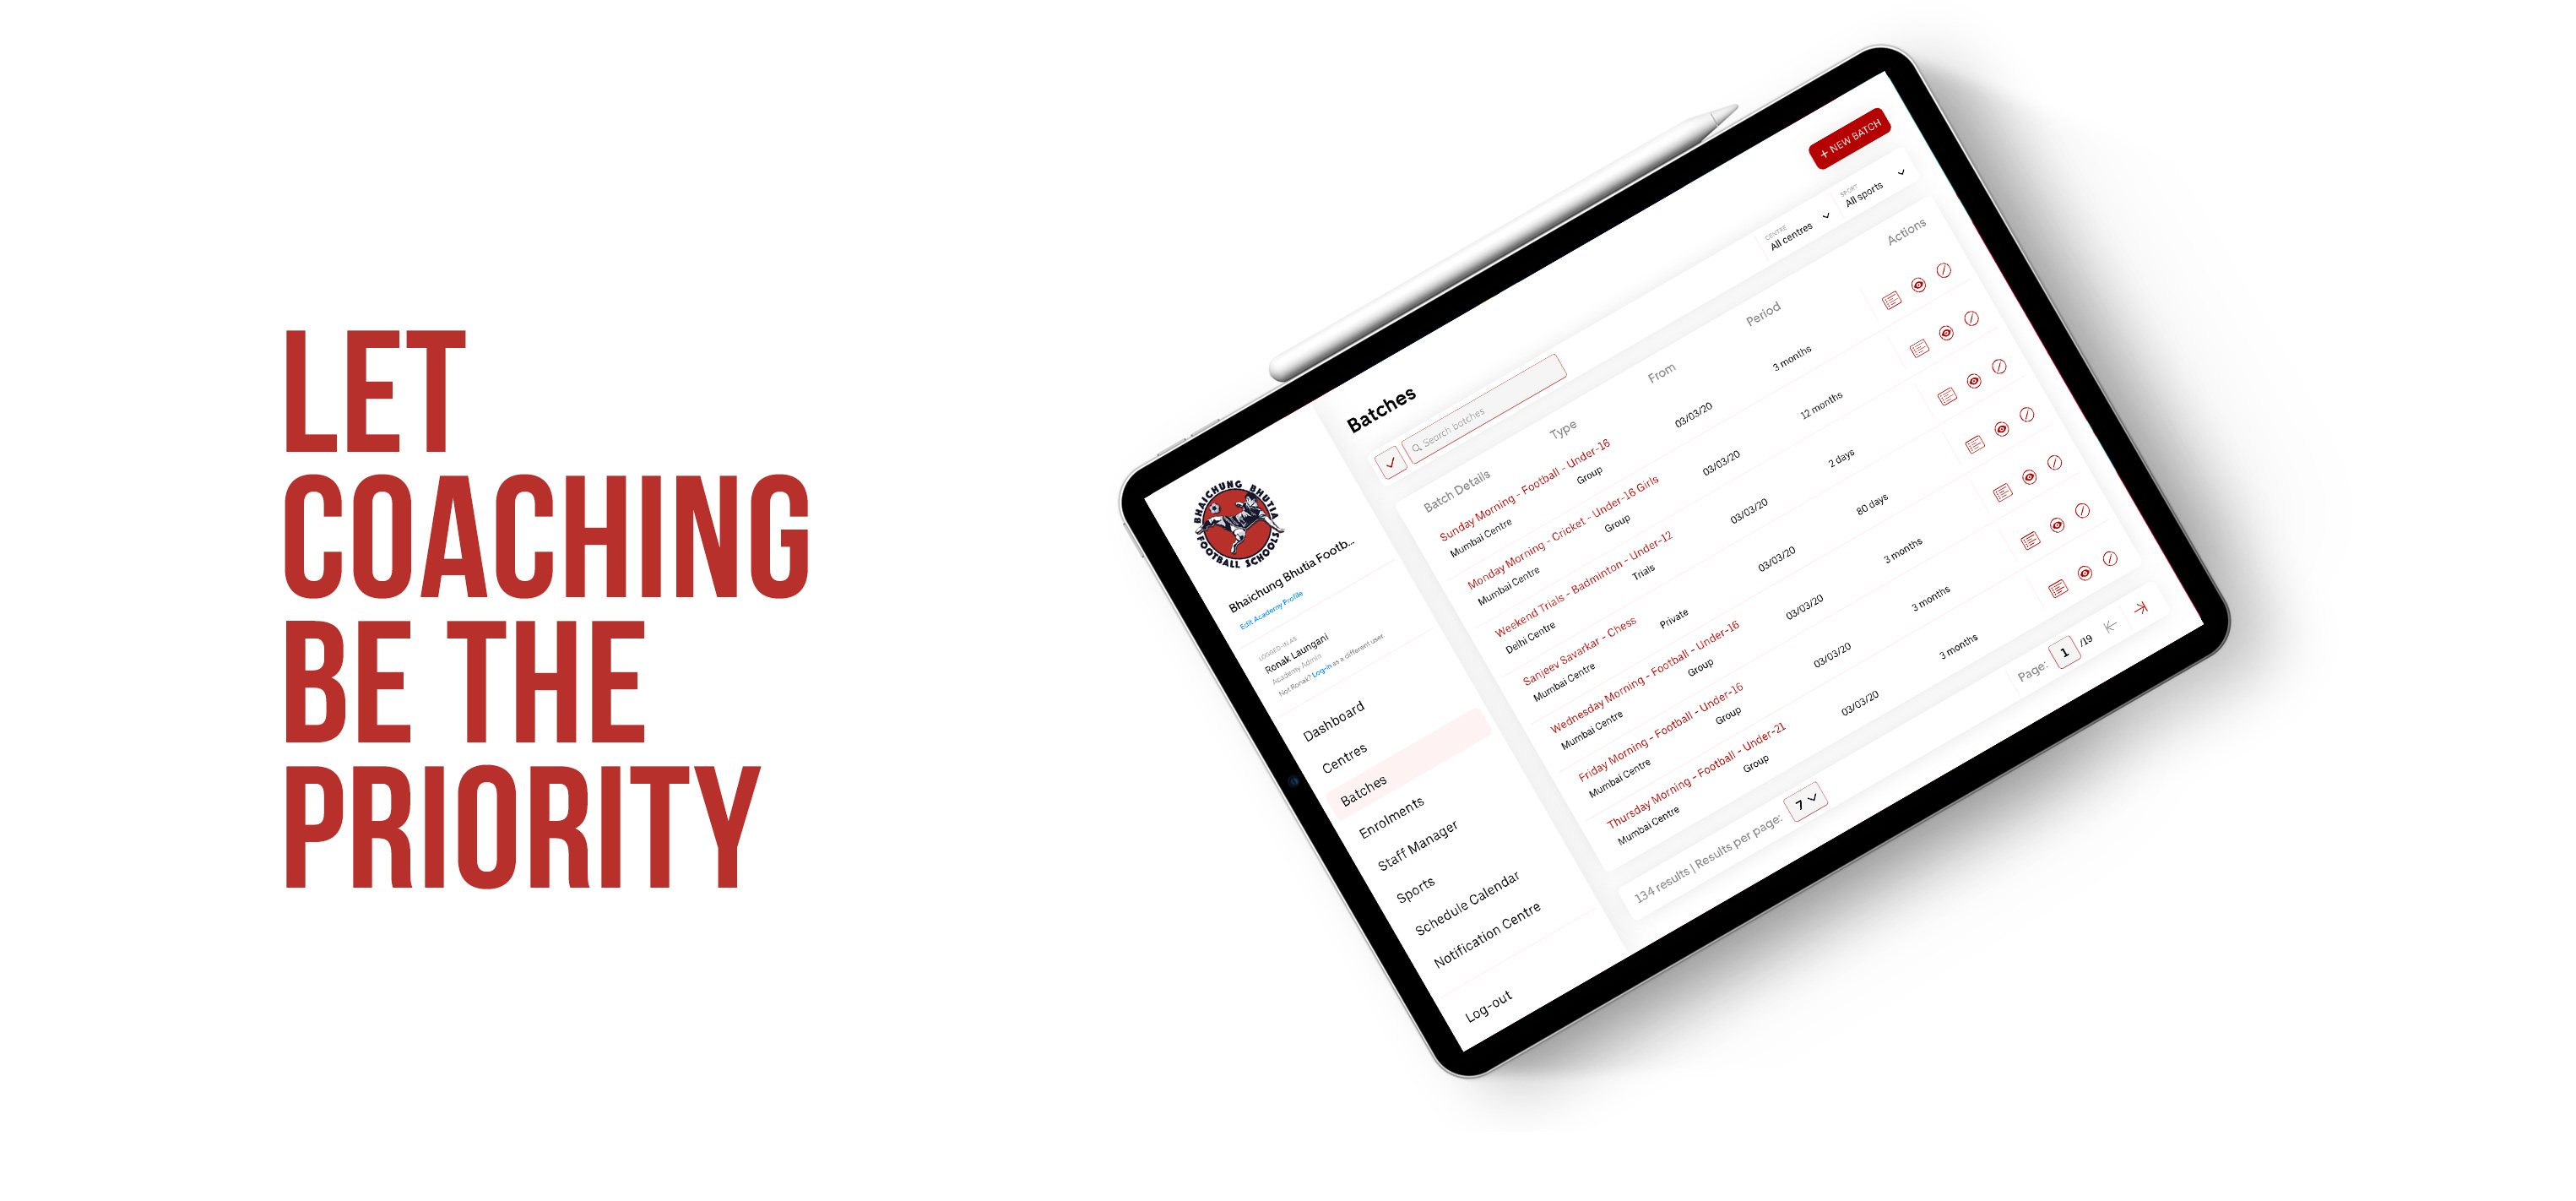 LET
COACHING
BE THE
PRIORITY
BHAICHUNG BHUTIA
FOOTBALL SCHOOLS
Bhaichung Bhutia Footb...
Edit Academy Profile
LOGGED-IN AS
Ronak Laungani
Academy Admin
Not Ronak? Log-in as a different user.
Dashboard
Centres
Batches
Enrolments
Staff Manager
Sports
Schedule Calendar
Notification Centre
Log-out
Batches
+ NEW BATCH
Search batches
CENTRE
All centres
SPORT
All sports
Batch Details Type From Period Actions
Sunday Morning - Football - Under-16
Mumbai Centre Group 03/03/20 3 months
Monday Morning - Cricket - Under-16 Girls
Mumbai Centre Group 03/03/20 12 months
Weekend Trials - Badminton - Under-12
Delhi Centre Trials 03/03/20 2 days
Sanjeev Savarkar - Chess
Mumbai Centre Private 03/03/20 80 days
Wednesday Morning - Football - Under-16
Mumbai Centre Group 03/03/20 3 months
Friday Morning - Football - Under-16
Mumbai Centre Group 03/03/20 3 months
Thursday Morning - Football - Under-21
Mumbai Centre Group 03/03/20 3 months
134 results | Results per page: 7
Page: 1 /19